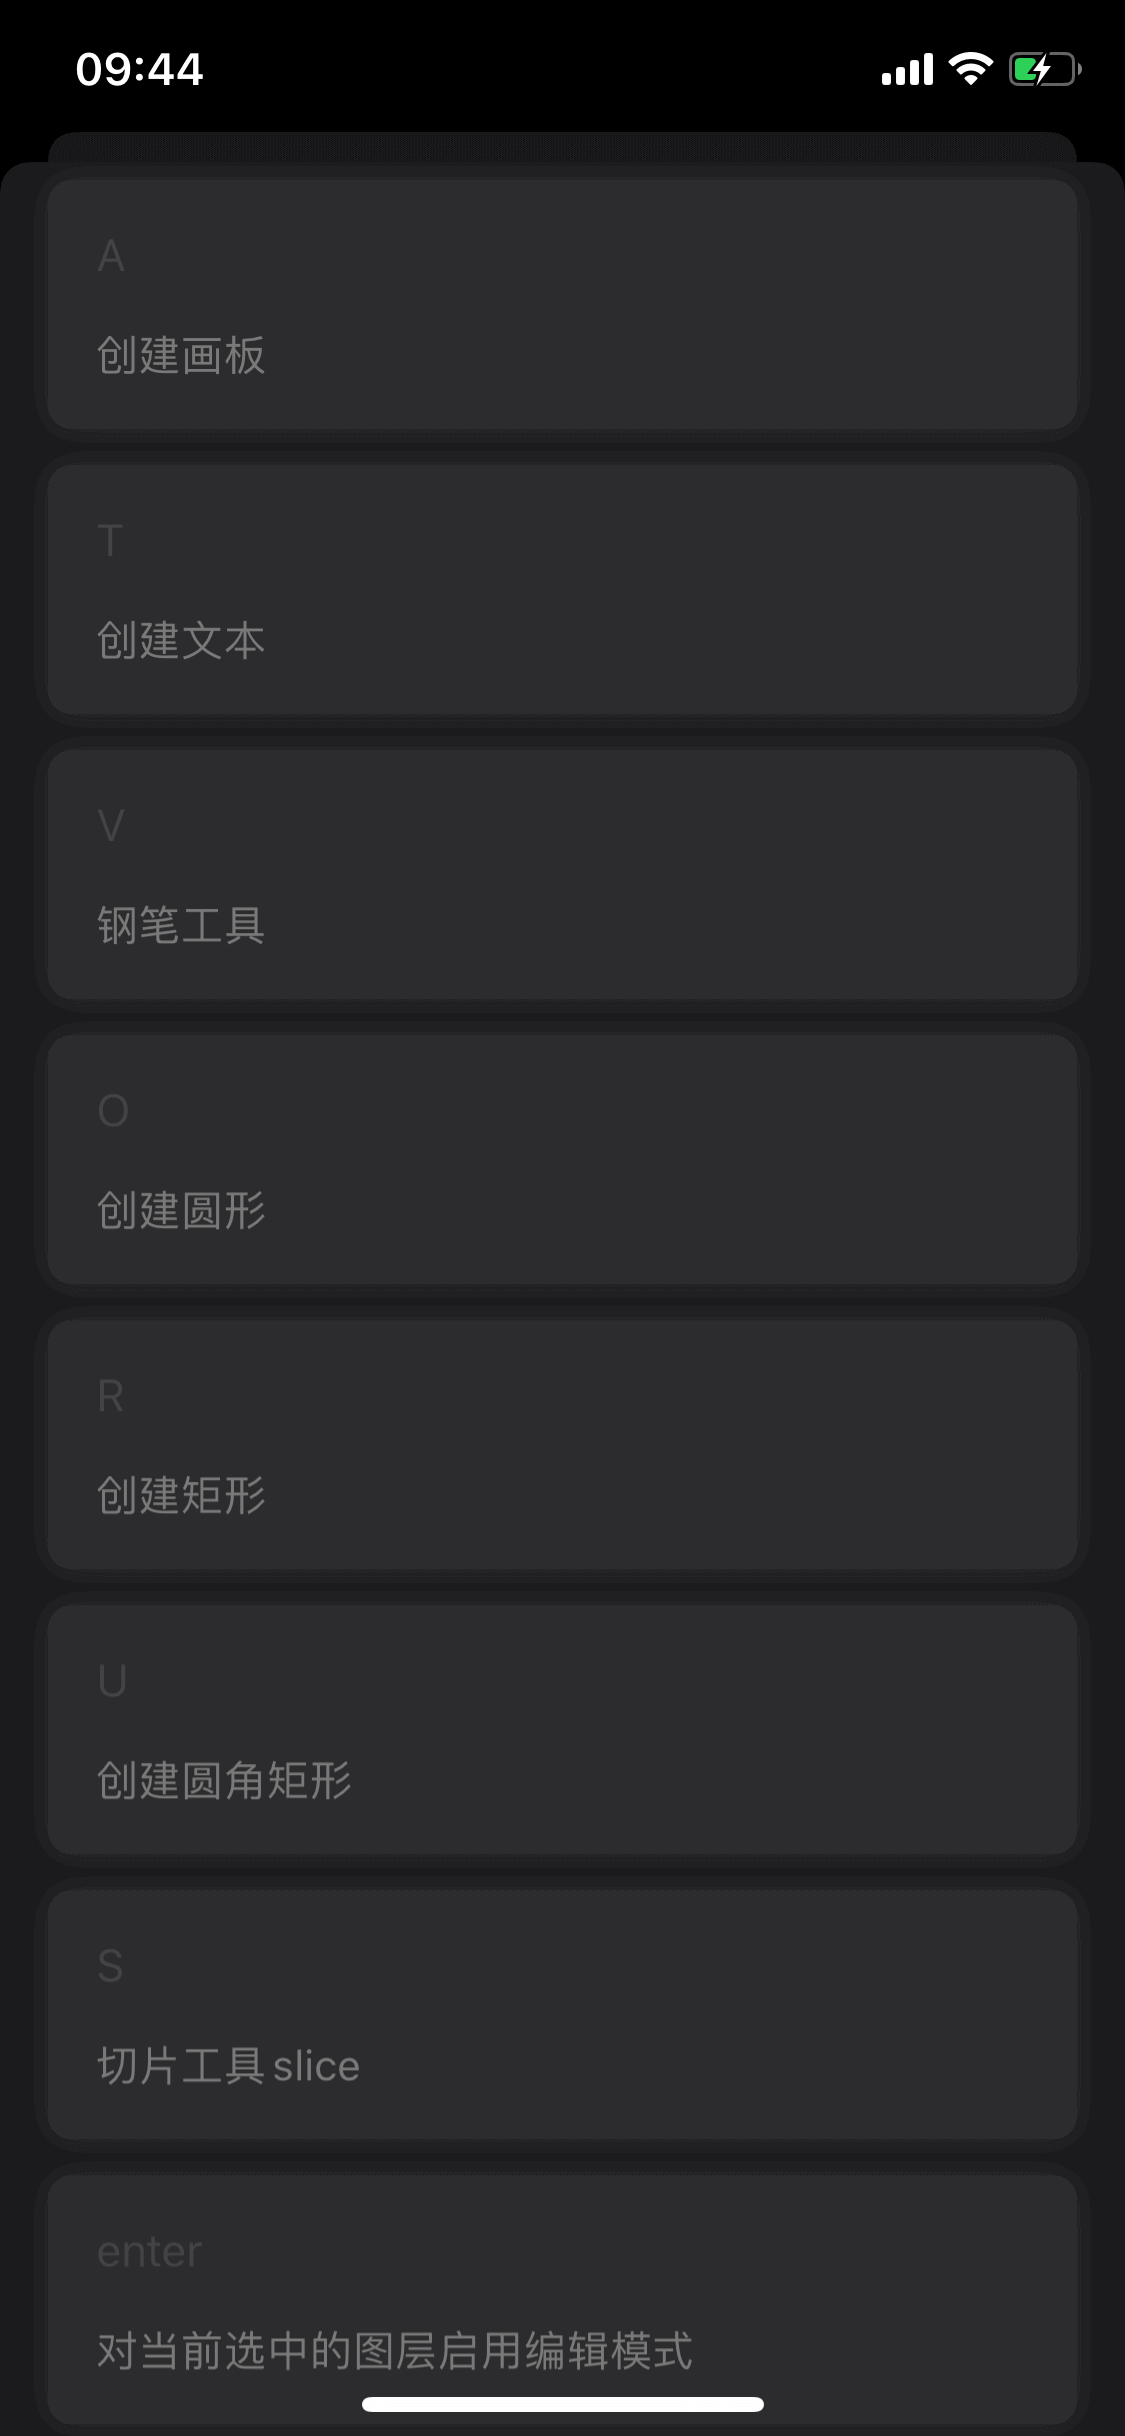 09:44
A
创建画板
T
创建文本
V
钢笔工具
O
创建圆形
R
创建矩形
U
创建圆角矩形
S
切片工具 slice
enter
对当前选中的图层启用编辑模式